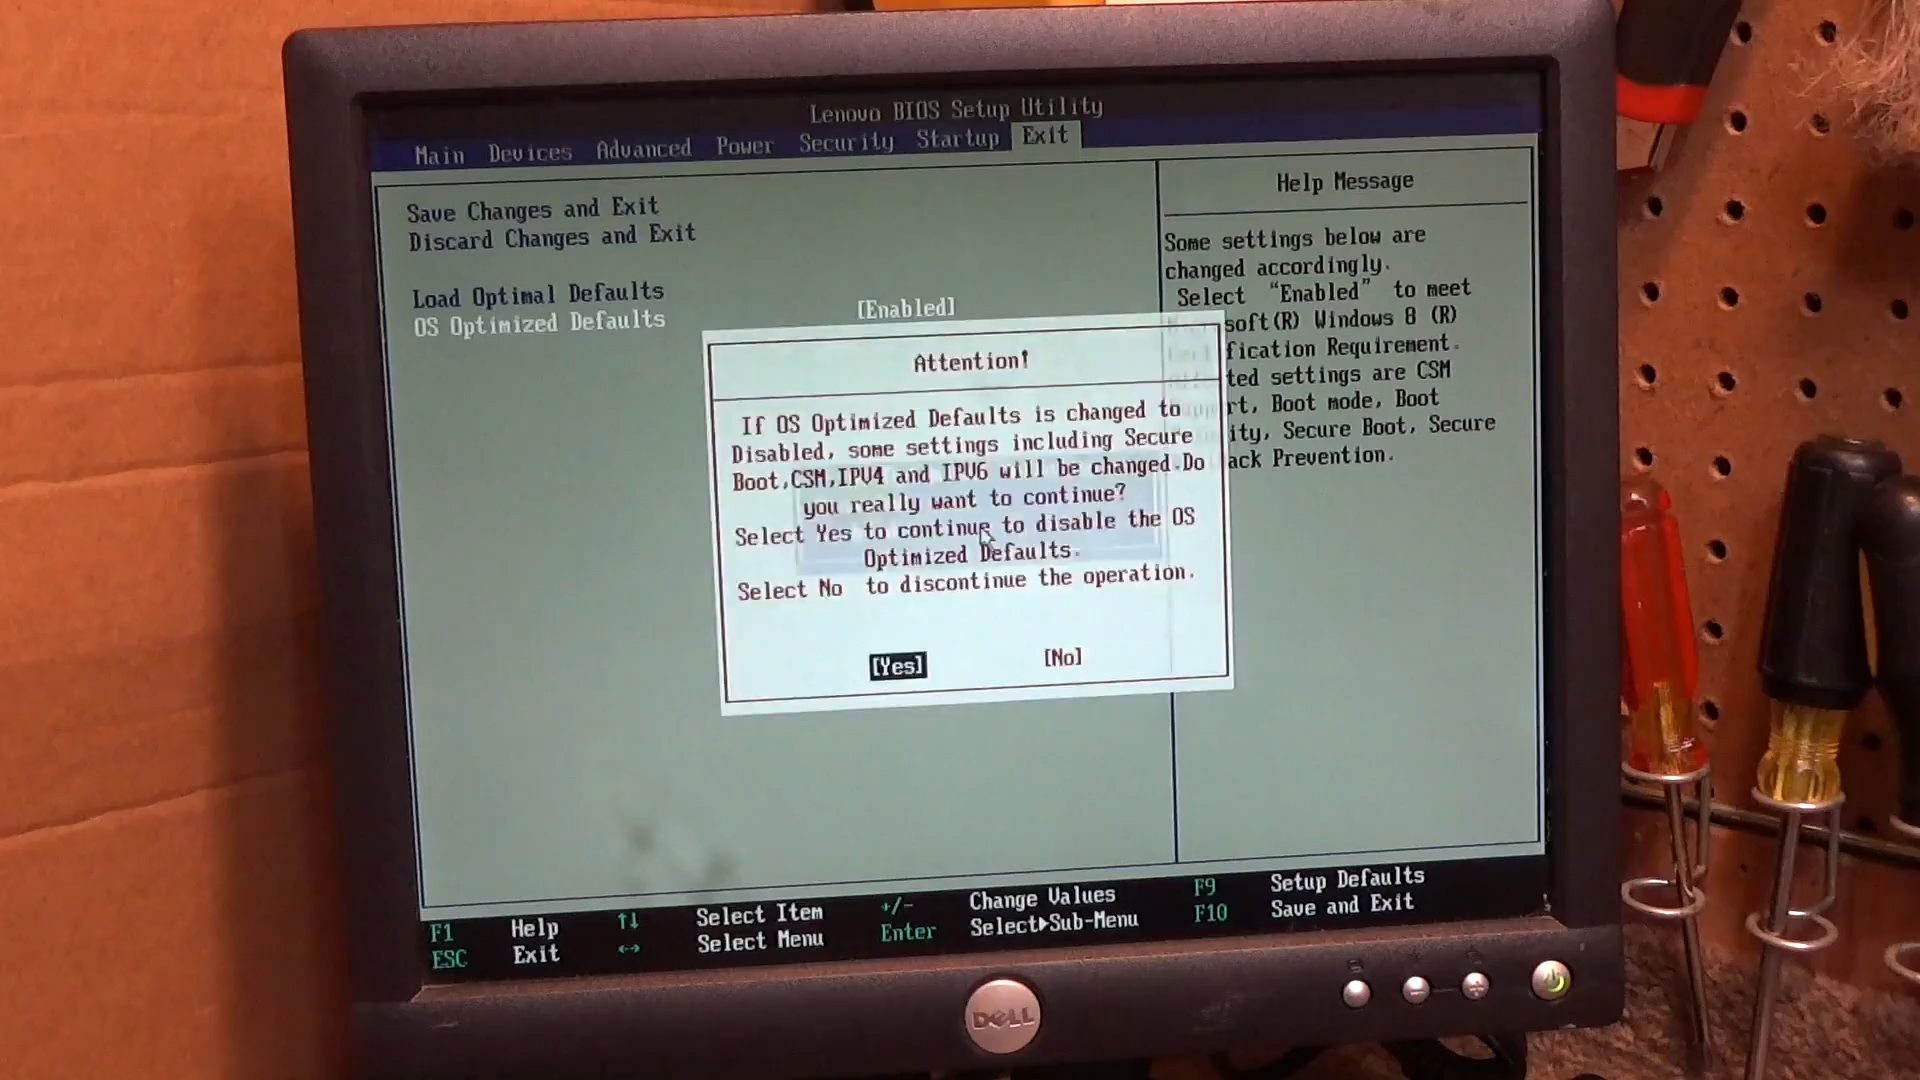 Lenovo BIOS Setup Utility
Main Devices Advanced Power Security Startup Exit
Save Changes and Exit
Discard Changes and Exit
Load Optimal Defaults
OS Optimized Defaults [Enabled]
Help Message
Some settings below are
changed accordingly.
Select "Enabled" to meet
soft(R) Windows 8 (R)
fication Requirement.
ted settings are CSM
rt, Boot mode, Boot
ity, Secure Boot, Secure
ack Prevention.
Attention!
If OS Optimized Defaults is changed to
Disabled, some settings including Secure
Boot,CSM,IPV4 and IPV6 will be changed.Do
you really want to continue?
Select Yes to continue to disable the OS
Optimized Defaults.
Select No to discontinue the operation.
[Yes] [No]
F1 Help ↑↓ Select Item +/- Change Values F9 Setup Defaults
ESC Exit ↔ Select Menu Enter Select▶Sub-Menu F10 Save and Exit
DELL